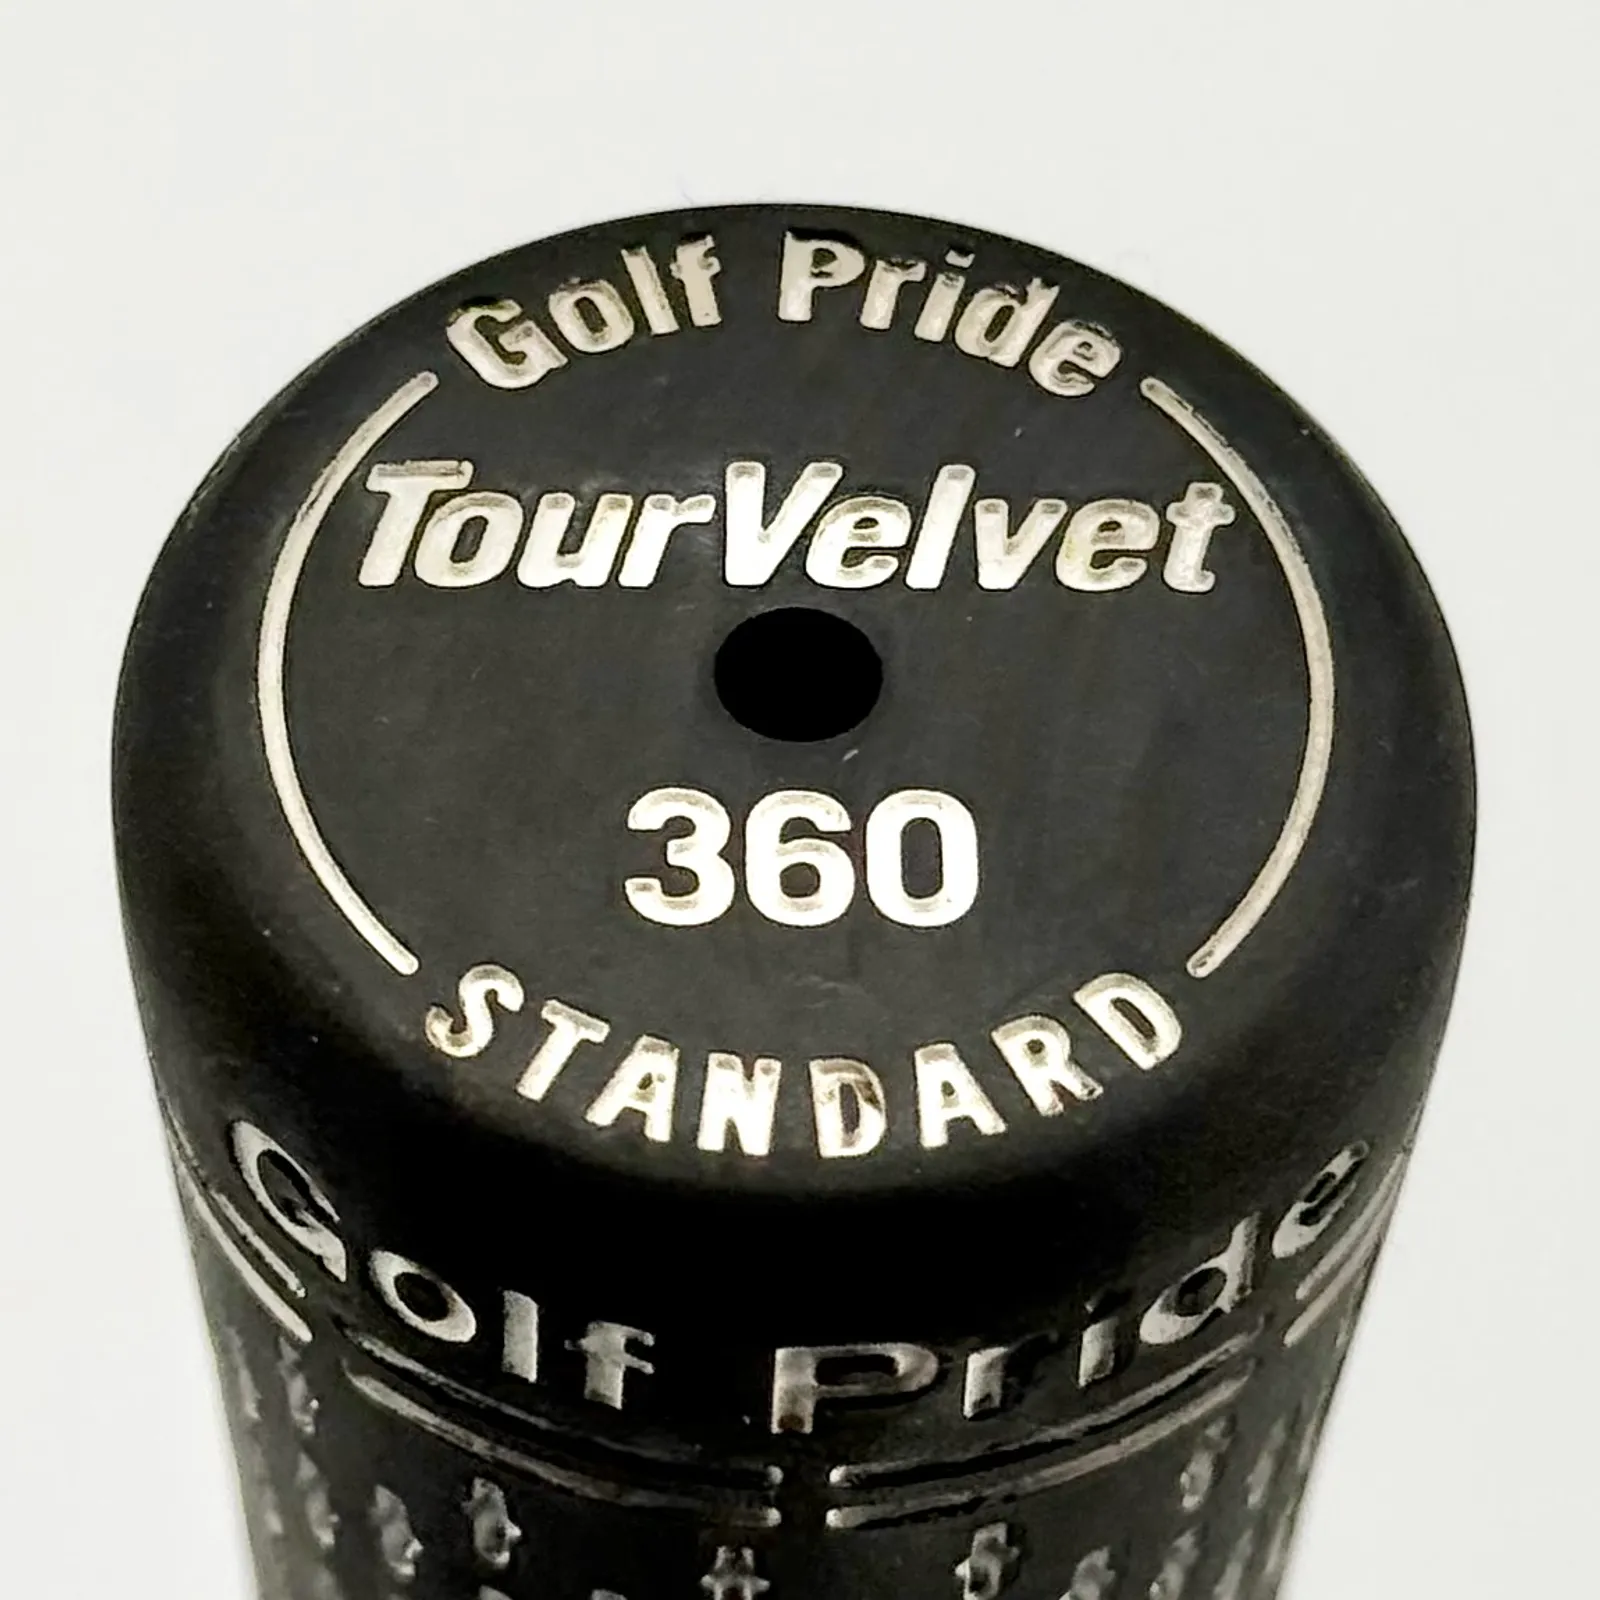 Golf Pride
TourVelvet
360
STANDARD
Golf Pride